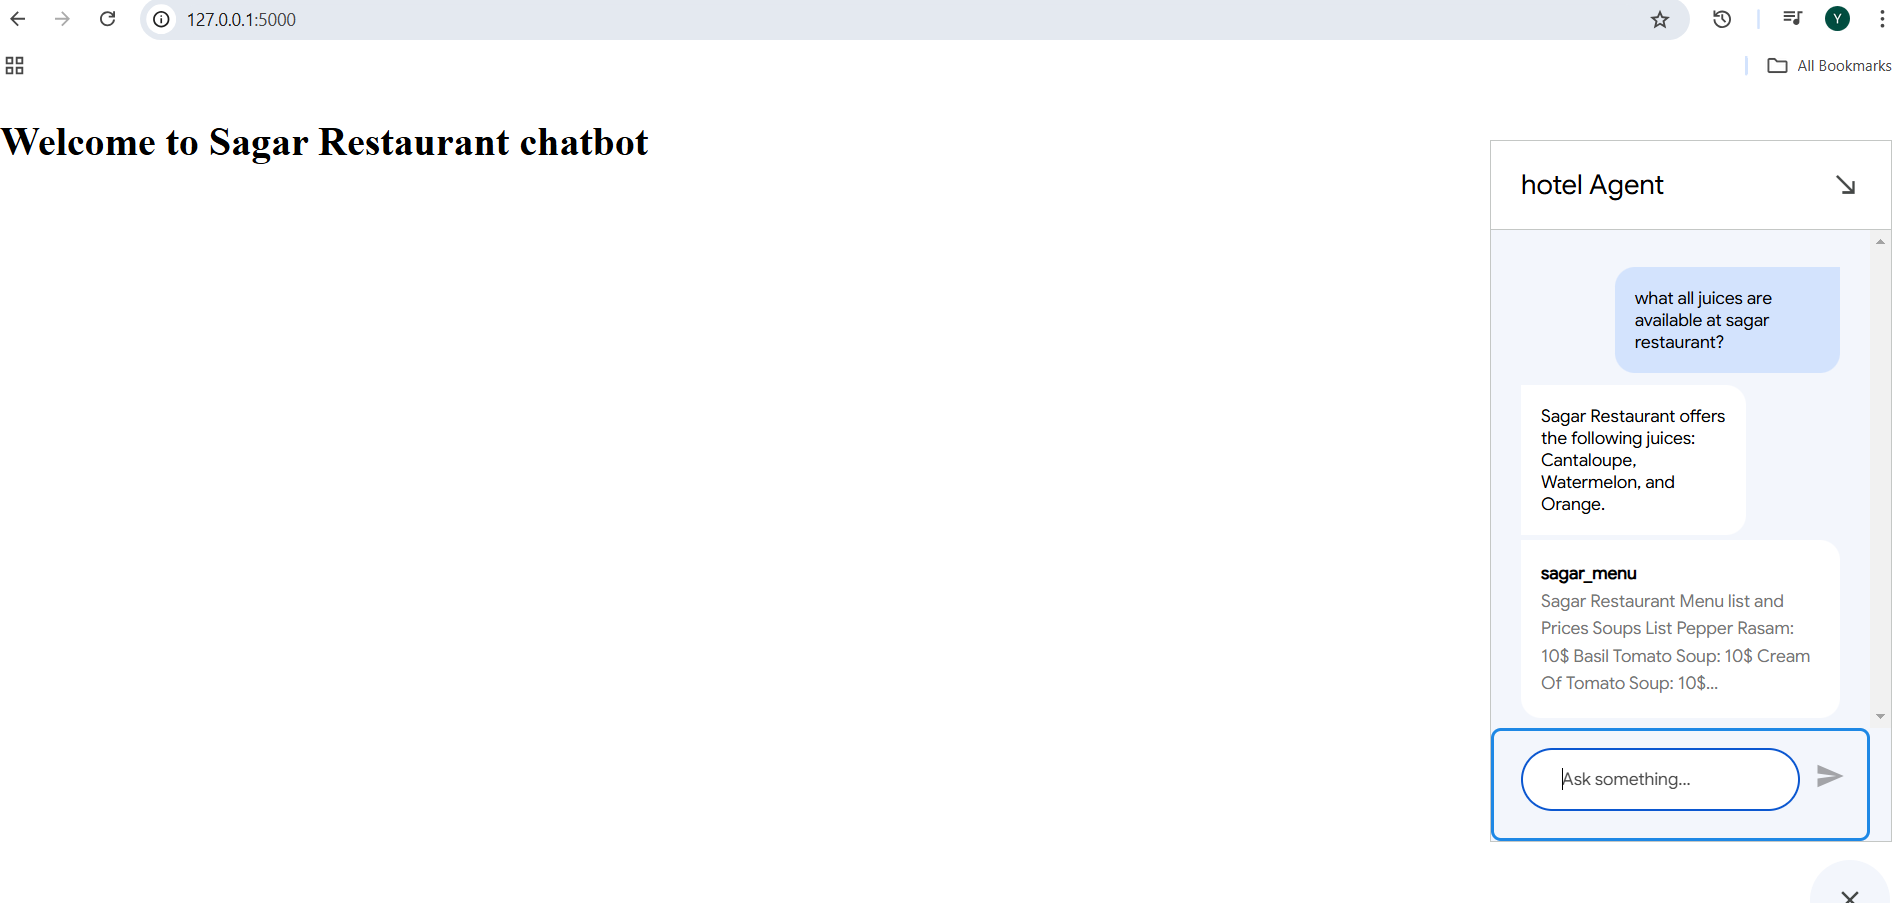 127.0.0.1:5000
Y
All Bookmarks
Welcome to Sagar Restaurant chatbot
hotel Agent
what all juices are
available at sagar
restaurant?
Sagar Restaurant offers
the following juices:
Cantaloupe,
Watermelon, and
Orange.
sagar_menu
Sagar Restaurant Menu list and
Prices Soups List Pepper Rasam:
10$ Basil Tomato Soup: 10$ Cream
Of Tomato Soup: 10$...
Ask something...